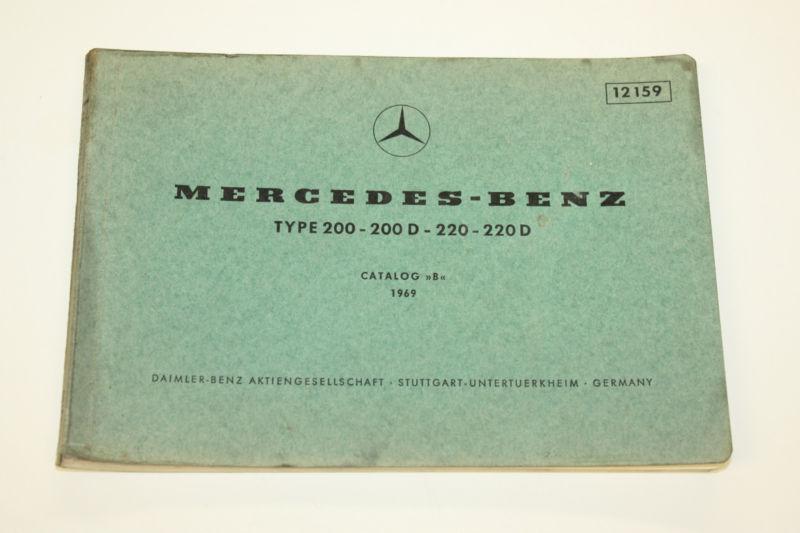 12159
MERCEDES-BENZ
TYPE 200 - 200 D - 220 - 220 D
CATALOG »B«
1969
DAIMLER-BENZ AKTIENGESELLSCHAFT · STUTTGART-UNTERTUERKHEIM · GERMANY